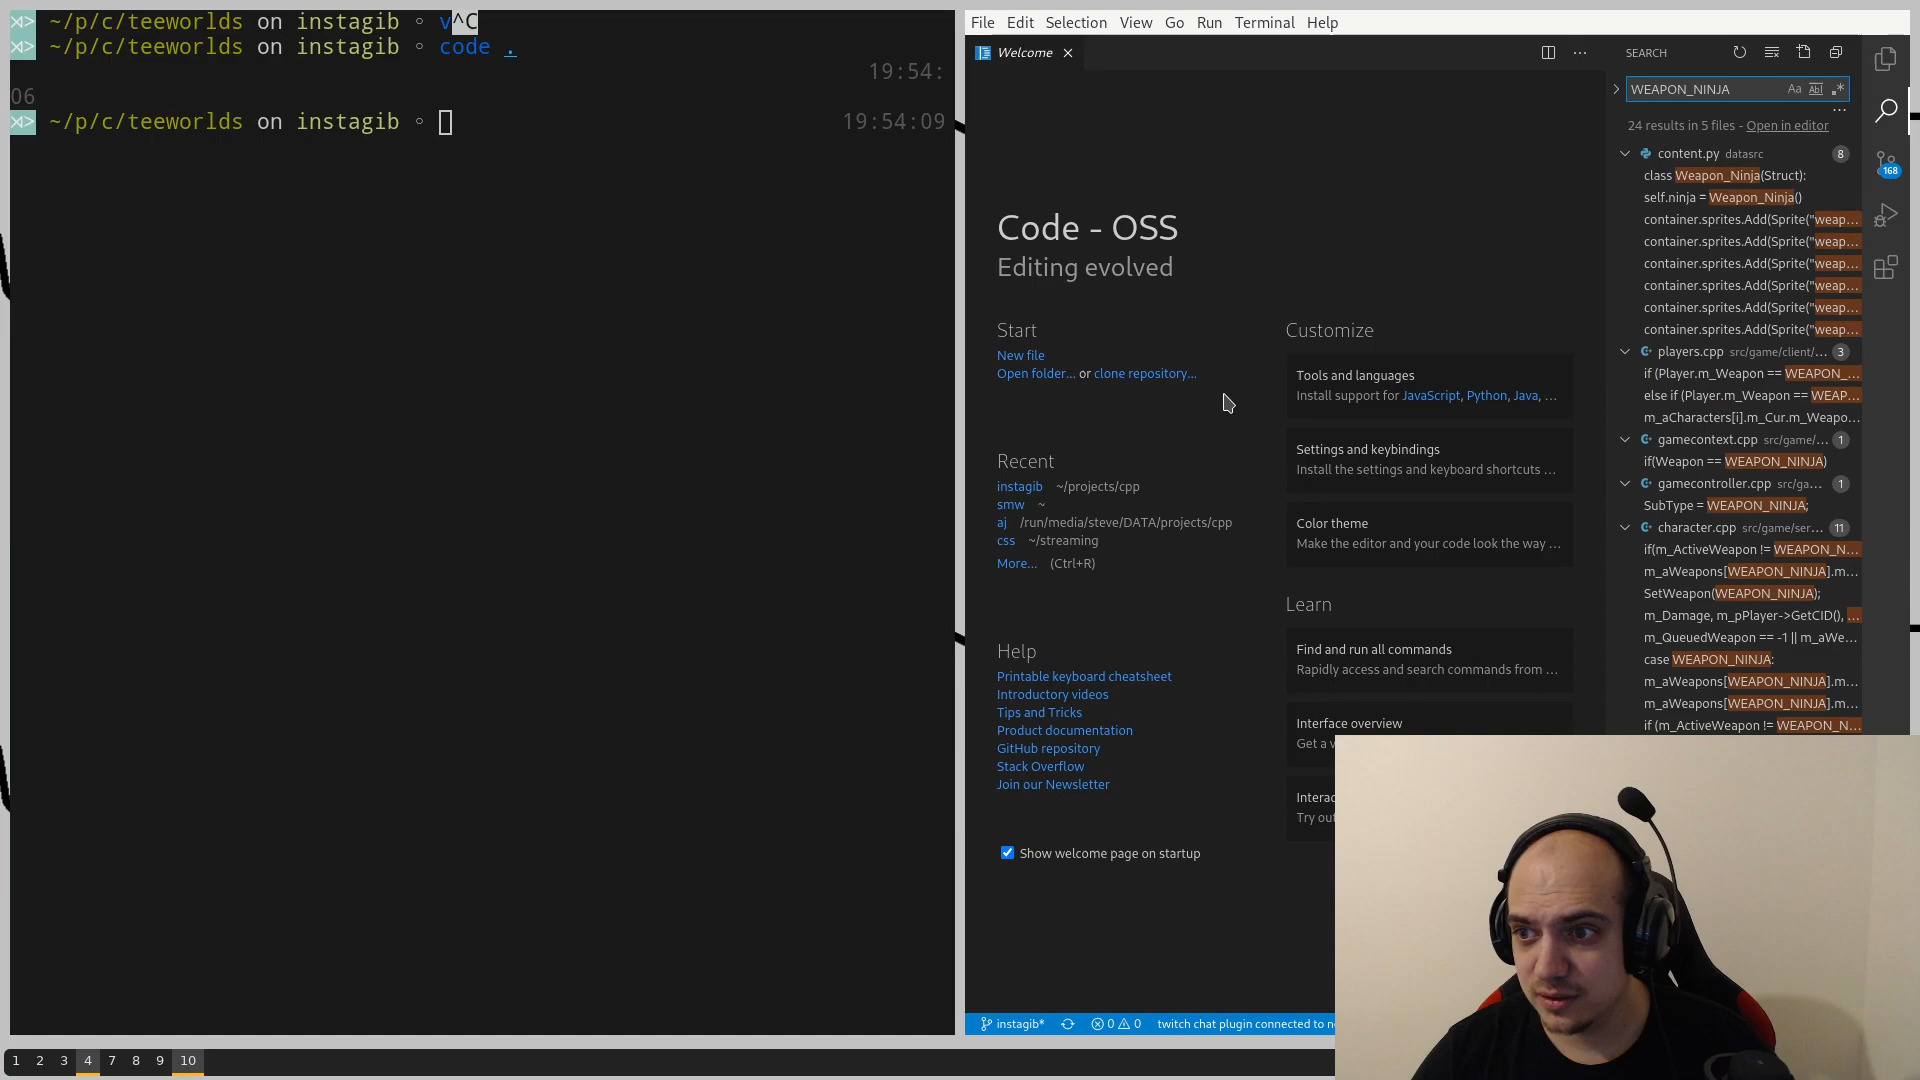 ~/p/c/teeworlds on instagib ◦ v^C
~/p/c/teeworlds on instagib ◦ code .
19:54:
06
~/p/c/teeworlds on instagib ◦
19:54:09
1 2 3 4 7 8 9 10
File Edit Selection View Go Run Terminal Help
Welcome
Code - OSS
Editing evolved
Start
New file
Open folder... or clone repository...
Recent
instagib ~/projects/cpp
smw ~
aj /run/media/steve/DATA/projects/cpp
css ~/streaming
More... (Ctrl+R)
Help
Printable keyboard cheatsheet
Introductory videos
Tips and Tricks
Product documentation
GitHub repository
Stack Overflow
Join our Newsletter
Show welcome page on startup
Customize
Tools and languages
Install support for JavaScript, Python, Java, ...
Settings and keybindings
Install the settings and keyboard shortcuts ...
Color theme
Make the editor and your code look the way ...
Learn
Find and run all commands
Rapidly access and search commands from ...
Interface overview
Get a
Interac
Try out
SEARCH
WEAPON_NINJA Aa Abl .*
24 results in 5 files - Open in editor
content.py datasrc 8
class Weapon_Ninja(Struct):
self.ninja = Weapon_Ninja()
container.sprites.Add(Sprite("weap...
container.sprites.Add(Sprite("weap...
container.sprites.Add(Sprite("weap...
container.sprites.Add(Sprite("weap...
container.sprites.Add(Sprite("weap...
container.sprites.Add(Sprite("weap...
players.cpp src/game/client/... 3
if (Player.m_Weapon == WEAPON_...
else if (Player.m_Weapon == WEAP...
m_aCharacters[i].m_Cur.m_Weapo...
gamecontext.cpp src/game/... 1
if(Weapon == WEAPON_NINJA)
gamecontroller.cpp src/ga... 1
SubType = WEAPON_NINJA;
character.cpp src/game/ser... 11
if(m_ActiveWeapon != WEAPON_N...
m_aWeapons[WEAPON_NINJA].m...
SetWeapon(WEAPON_NINJA);
m_Damage, m_pPlayer->GetCID(), ...
m_QueuedWeapon == -1 || m_aWe...
case WEAPON_NINJA:
m_aWeapons[WEAPON_NINJA].m...
m_aWeapons[WEAPON_NINJA].m...
if (m_ActiveWeapon != WEAPON_N...
168
instagib* 0 0 twitch chat plugin connected to